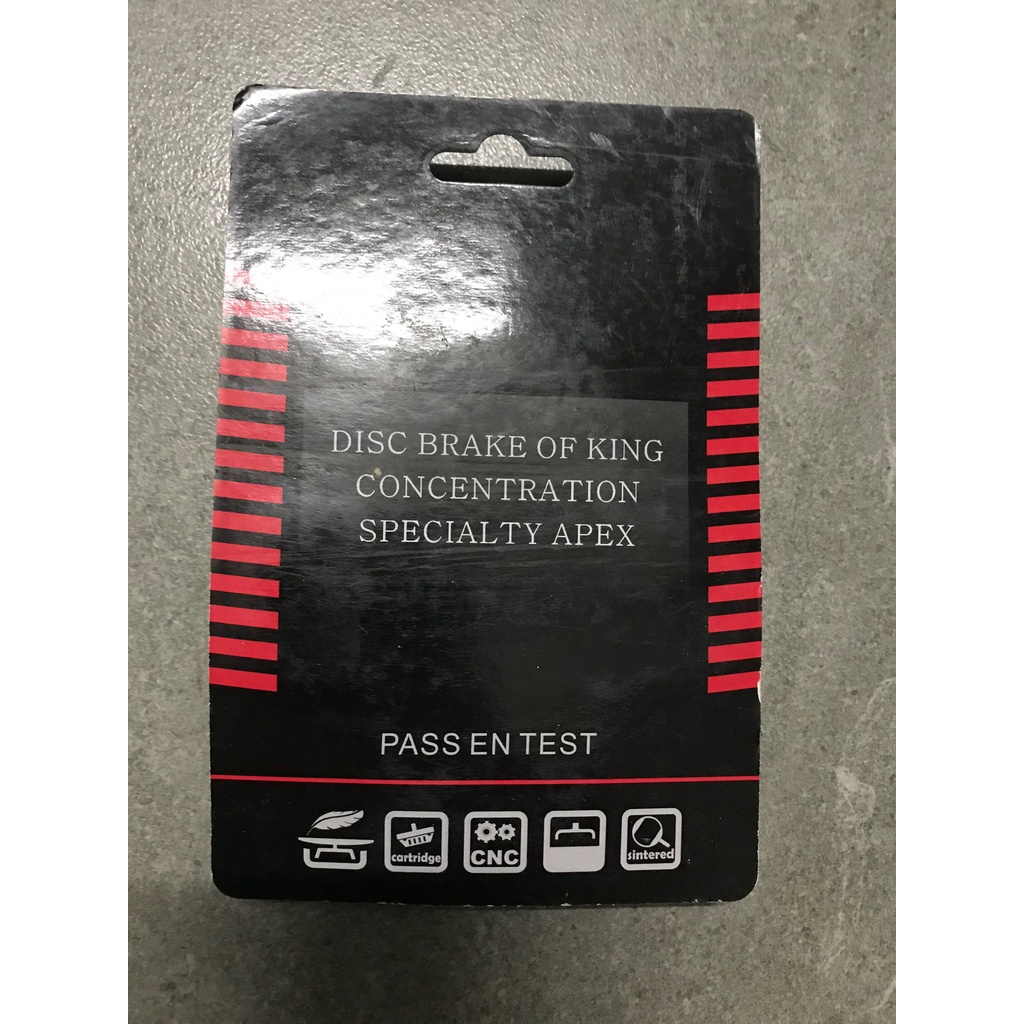 DISC BRAKE OF KING
CONCENTRATION
SPECIALTY APEX
PASS EN TEST
cartridge
CNC
sintered